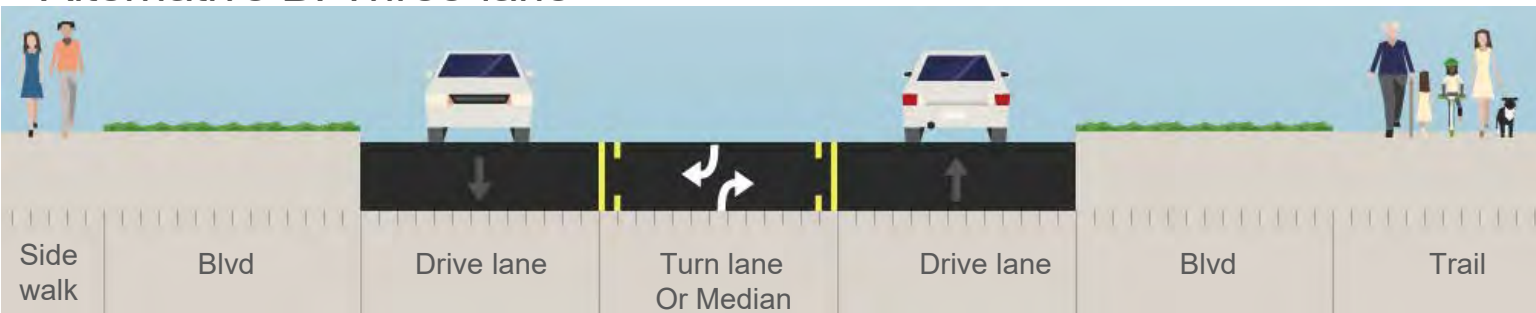 Side
walk
Blvd
Drive lane
Turn lane
Or Median
Drive lane
Blvd
Trail